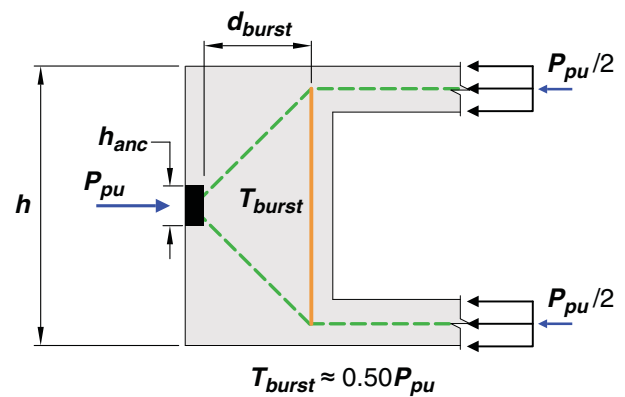 d_burst
P_pu/2
h_anc
P_pu
h
T_burst
P_pu/2
T_burst ≈ 0.50P_pu